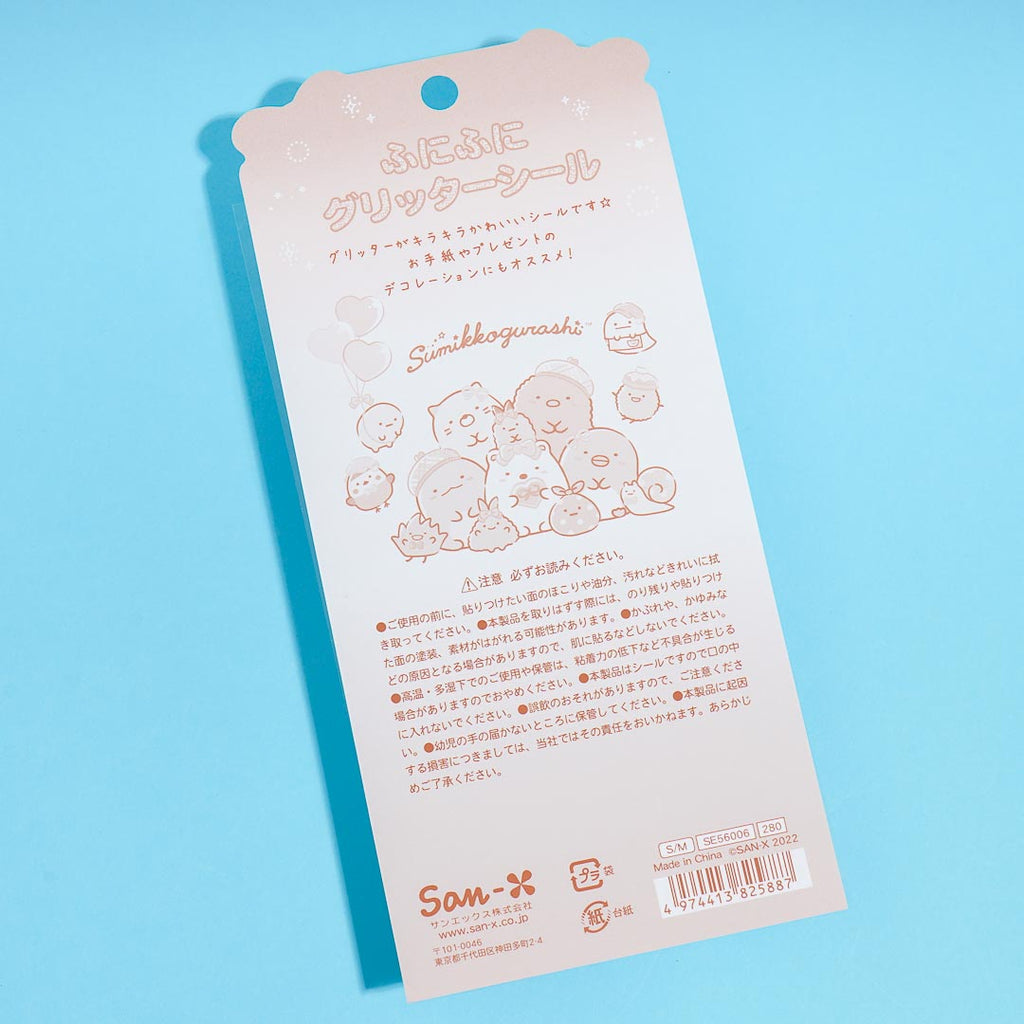 ふにふに
グリッターシール
グリッターがキラキラかわいいシールです☆
お手紙やプレゼントの
デコレーションにもオススメ!
Sumikkogurashi™
⚠注意 必ずお読みください。
●ご使用の前に、貼りつけたい面のほこりや油分、汚れなどきれいに拭
き取ってください。●本製品を取りはずす際には、のり残りや貼りつけ
た面の塗装、素材がはがれる可能性があります。●かぶれや、かゆみな
どの原因となる場合がありますので、肌に貼るなどしないでください。
●高温・多湿下でのご使用や保管は、粘着力の低下など不具合が生じる
場合がありますのでおやめください。●本製品はシールですので口の中
に入れないでください。●誤飲のおそれがありますので、ご注意くださ
い。●幼児の手の届かないところに保管してください。●本製品に起因
する損害につきましては、当社ではその責任をおいかねます。あらかじ
めご了承ください。
S/M SE56006 280
Made in China ©SAN-X 2022
4 974413 825887
プラ 袋
紙 台紙
San-X
サンエックス株式会社
www.san-x.co.jp
〒101-0046
東京都千代田区神田多町2-4